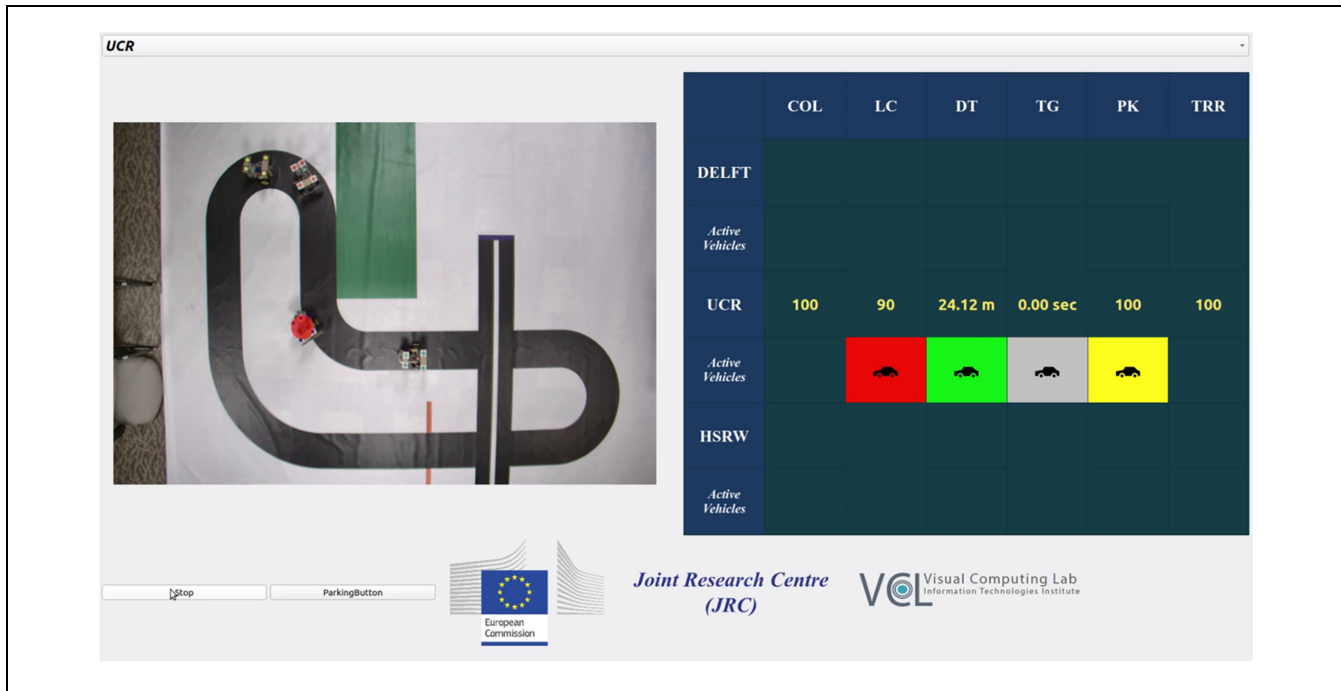 UCR
COL LC DT TG PK TRR
DELFT
Active
Vehicles
UCR 100 90 24.12 m 0.00 sec 100 100
Active
Vehicles
HSRW
Active
Vehicles
Stop ParkingButton
European
Commission
Joint Research Centre
(JRC)
VCL Visual Computing Lab
Information Technologies Institute